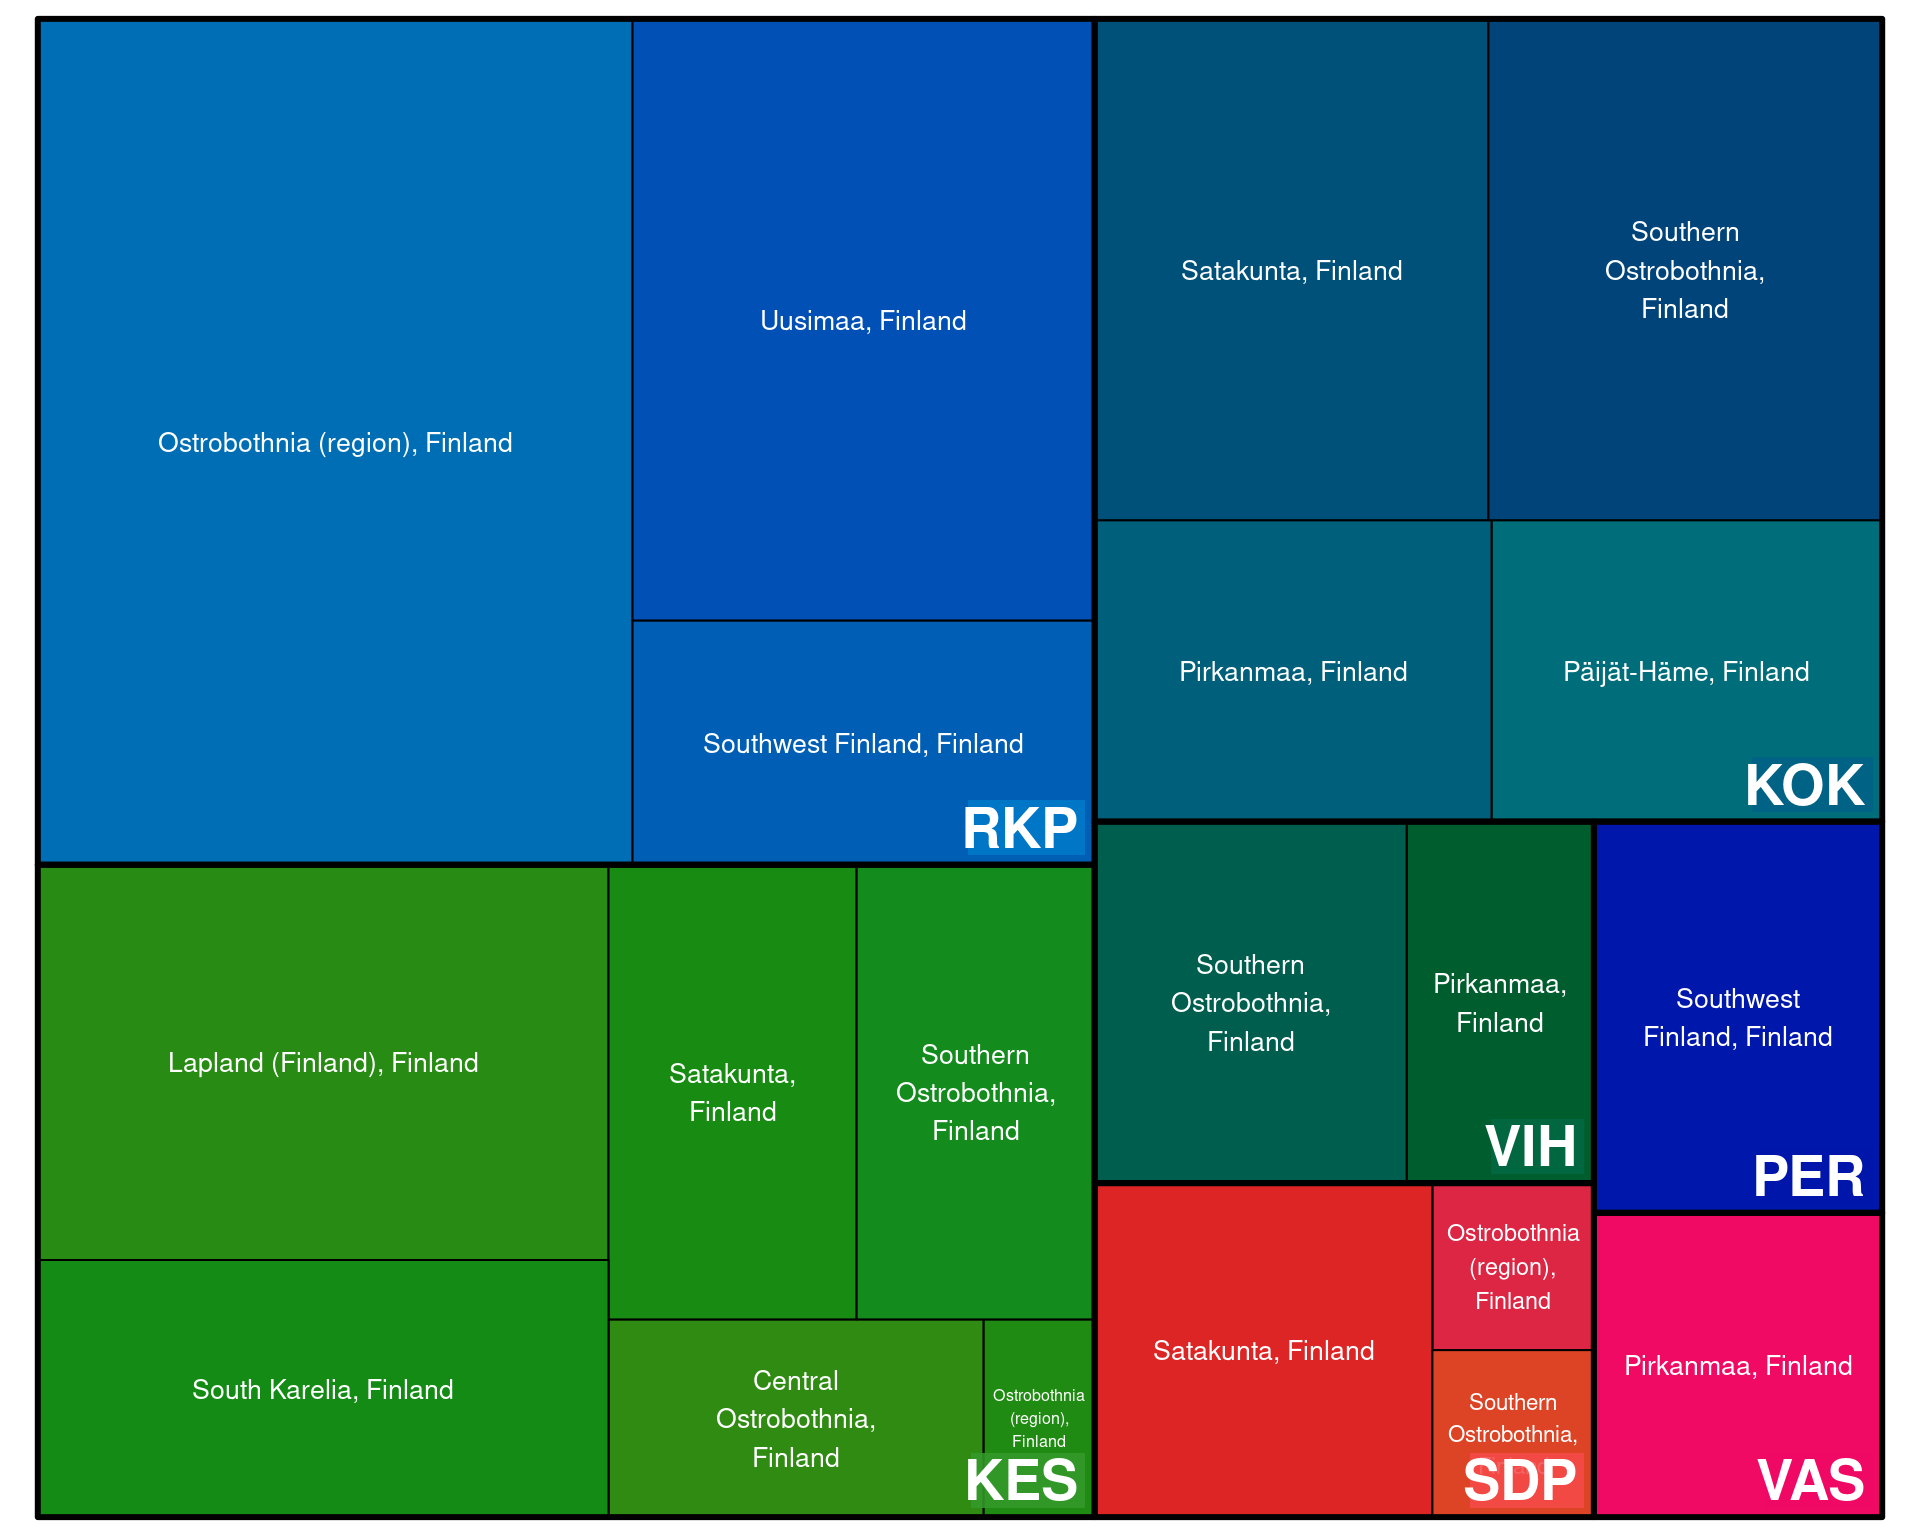 Ostrobothnia (region), Finland
Uusimaa, Finland
Southwest Finland, Finland
RKP
Satakunta, Finland
Southern
Ostrobothnia,
Finland
Pirkanmaa, Finland
Päijät-Häme, Finland
KOK
Lapland (Finland), Finland
South Karelia, Finland
Satakunta,
Finland
Southern
Ostrobothnia,
Finland
Central
Ostrobothnia,
Finland
Ostrobothnia
(region),
Finland
KES
Southern
Ostrobothnia,
Finland
Pirkanmaa,
Finland
VIH
Southwest
Finland, Finland
PER
Satakunta, Finland
Ostrobothnia
(region),
Finland
Southern
Ostrobothnia,
SDP
Pirkanmaa, Finland
VAS